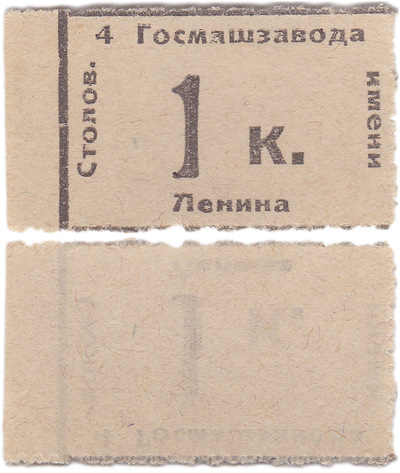 Столов.
4 Госмашзавода
имени
1 к.
Ленина